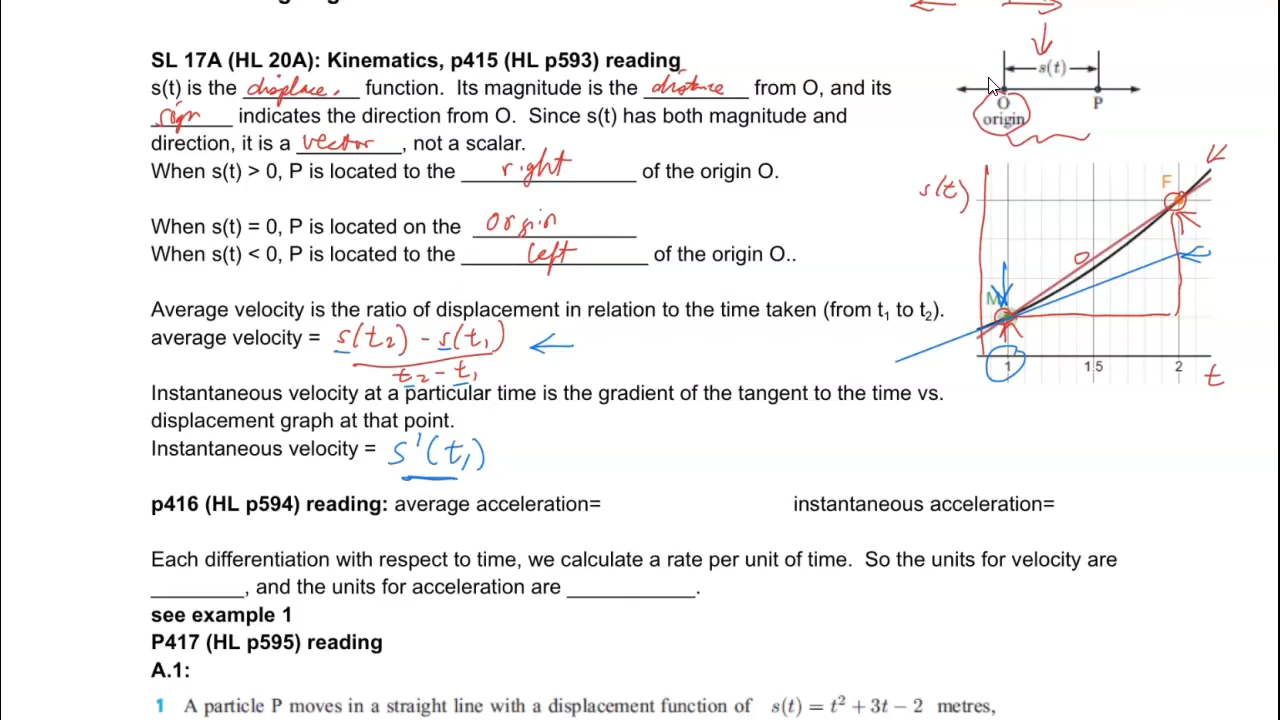 SL 17A (HL 20A): Kinematics, p415 (HL p593) reading
s(t) is the displace. function. Its magnitude is the distance from O, and its
sign indicates the direction from O. Since s(t) has both magnitude and
direction, it is a vector, not a scalar.
When s(t) > 0, P is located to the right of the origin O.
When s(t) = 0, P is located on the orgin
When s(t) < 0, P is located to the left of the origin O..
s(t)
O P
origin
s(t)
F
M
1 1.5 2 t
Average velocity is the ratio of displacement in relation to the time taken (from t₁ to t₂).
average velocity = s(t₂) - s(t₁)
t₂ - t₁
Instantaneous velocity at a particular time is the gradient of the tangent to the time vs.
displacement graph at that point.
Instantaneous velocity = s'(t₁)
p416 (HL p594) reading: average acceleration= instantaneous acceleration=
Each differentiation with respect to time, we calculate a rate per unit of time. So the units for velocity are
________, and the units for acceleration are ___________.
see example 1
P417 (HL p595) reading
A.1:
1 A particle P moves in a straight line with a displacement function of s(t) = t² + 3t − 2 metres,